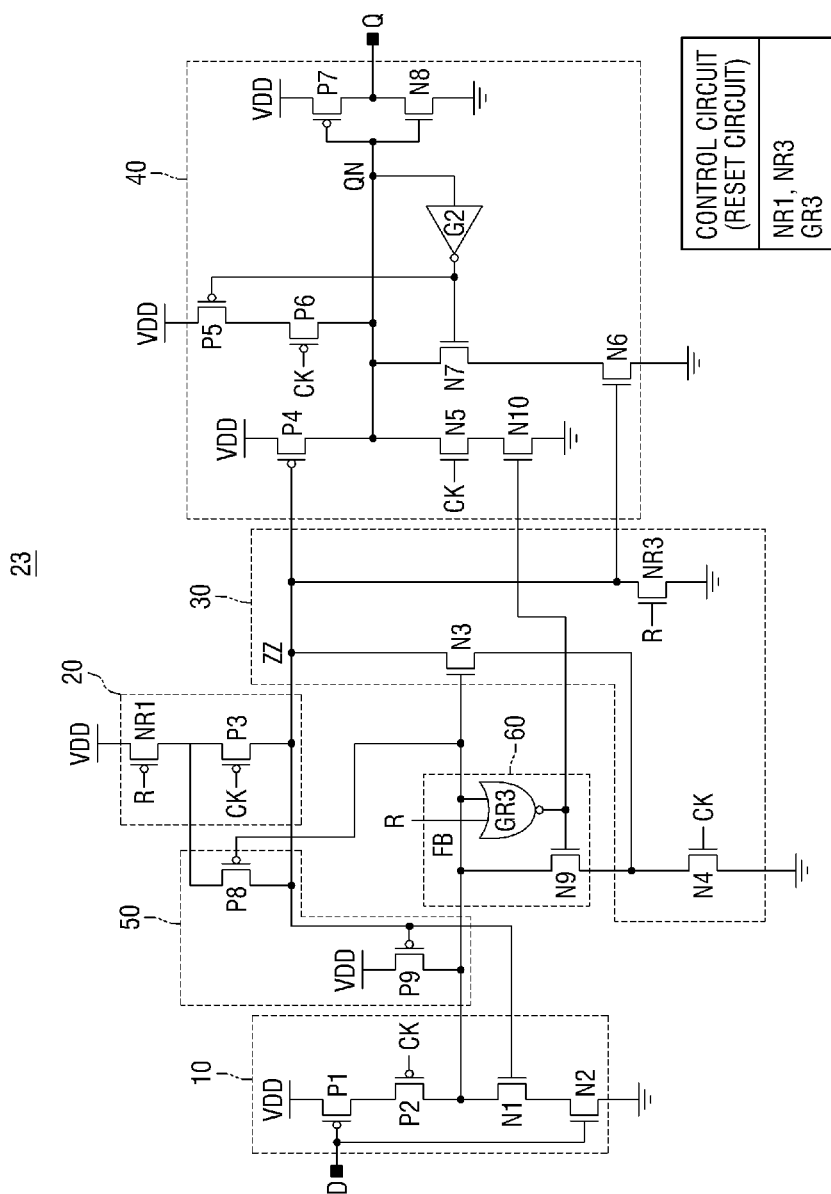 23
10
D
VDD
P1
P2
CK
N1
N2
50
VDD
P9
P8
20
VDD
R
NR1
CK
P3
ZZ
R
FB
GR3
60
N9
N4
CK
30
N3
R
NR3
40
VDD
P4
CK
N5
N10
VDD
P5
CK
P6
N7
N6
G2
QN
VDD
P7
N8
Q
CONTROL CIRCUIT
(RESET CIRCUIT)
NR1, NR3
GR3